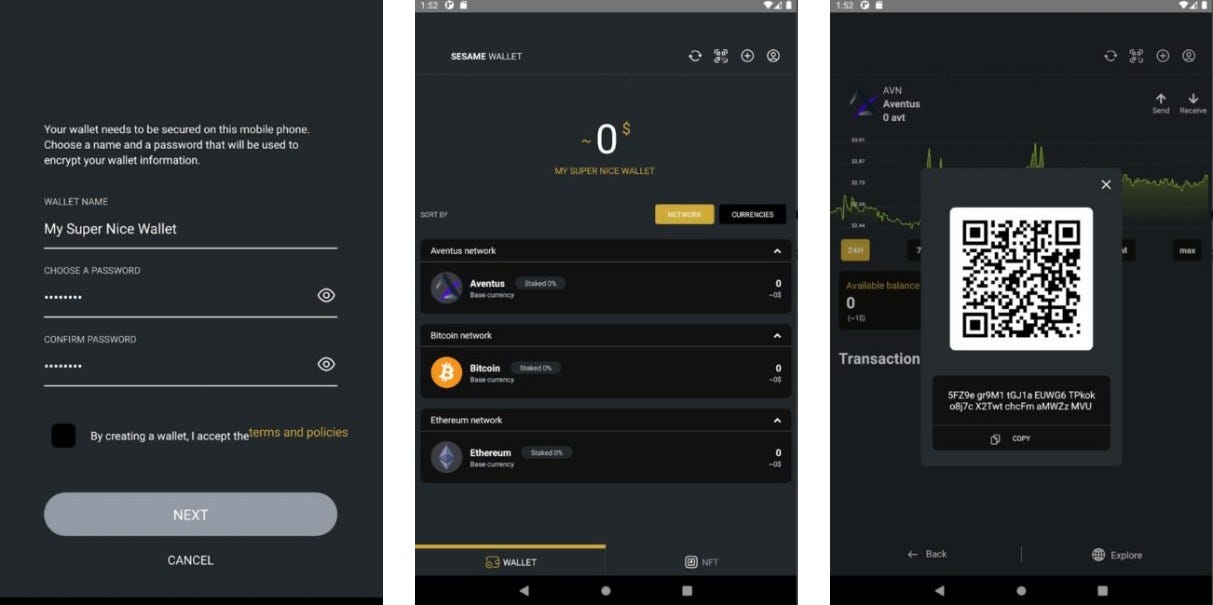 Your wallet needs to be secured on this mobile phone.
Choose a name and a password that will be used to
encrypt your wallet information.
WALLET NAME
My Super Nice Wallet
CHOOSE A PASSWORD
••••••••
CONFIRM PASSWORD
••••••••
By creating a wallet, I accept the terms and policies
NEXT
CANCEL
1:52
SESAME WALLET
~ 0 $
MY SUPER NICE WALLET
SORT BY
NETWORK
CURRENCIES
Aventus network
Aventus Staked 0% 0
Base currency ~0$
Bitcoin network
Bitcoin Staked 0% 0
Base currency ~0$
Ethereum network
Ethereum Staked 0% 0
Base currency ~0$
WALLET
NFT
1:52
AVN
Aventus
0 avt
Send
Receive
$3.01
$2.87
$2.73
$2.44
24H
7
M
max
Available balance
0
(~1$)
Transaction
5FZ9e gr9M1 tGJ1a EUWG6 TPkok
o8j7c X2Twt chcFm aMWZz MVU
COPY
Back
Explore